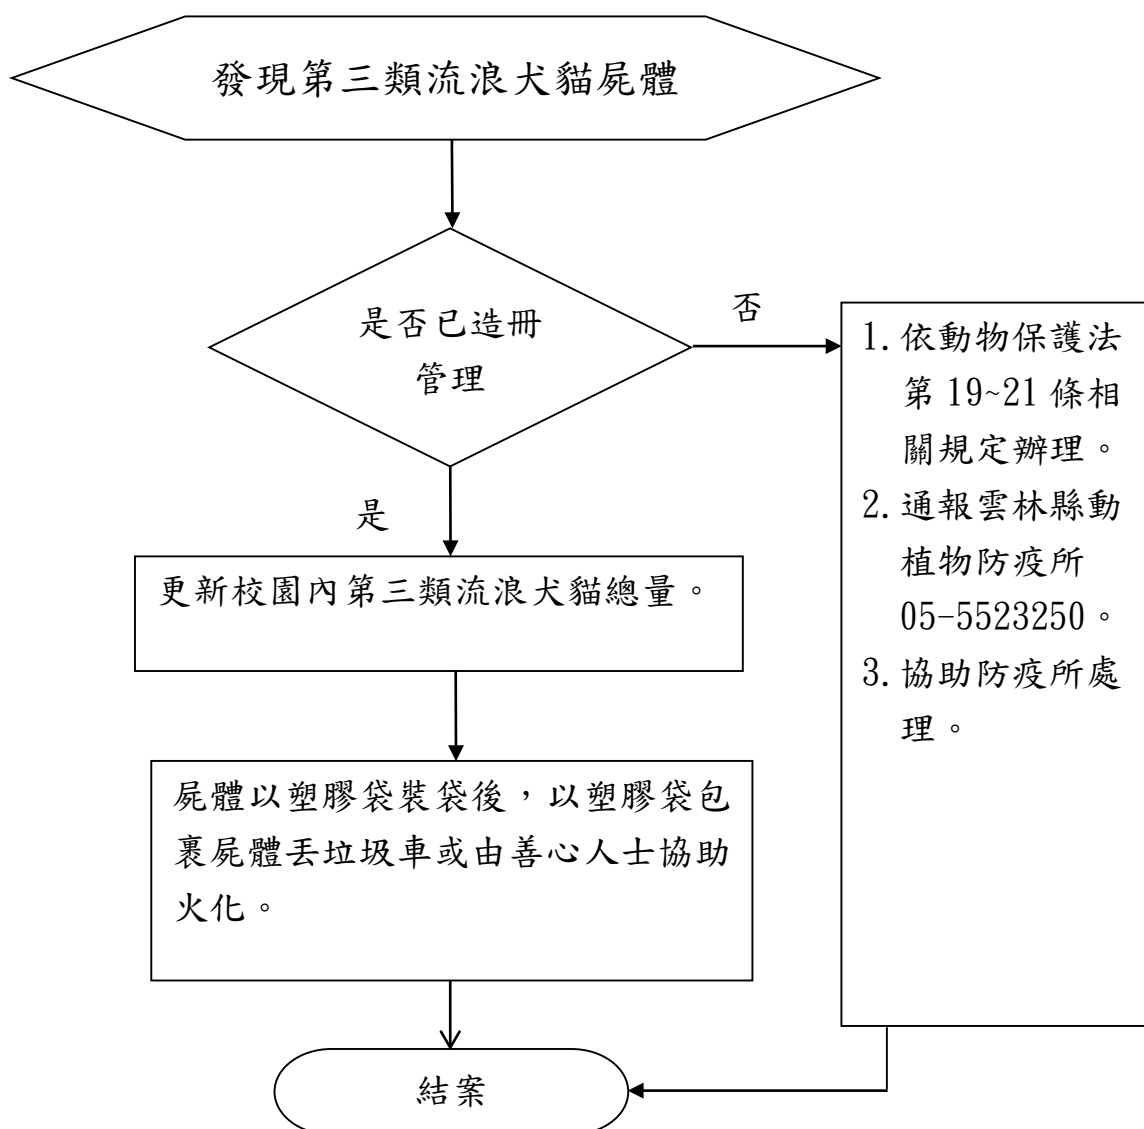 發現第三類流浪犬貓屍體
是否已造冊
管理
否
1. 依動物保護法
第 19~21 條相
關規定辦理。
2. 通報雲林縣動
植物防疫所
05-5523250。
3. 協助防疫所處
理。
是
更新校園內第三類流浪犬貓總量。
屍體以塑膠袋裝袋後，以塑膠袋包
裹屍體丟垃圾車或由善心人士協助
火化。
結案